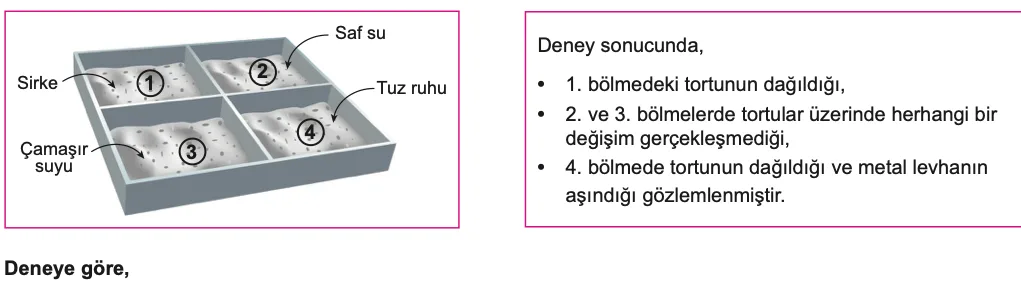 Saf su
Sirke
1
2
Tuz ruhu
Çamaşır
suyu
3
4
Deney sonucunda,
• 1. bölmedeki tortunun dağıldığı,
• 2. ve 3. bölmelerde tortular üzerinde herhangi bir
değişim gerçekleşmediği,
• 4. bölmede tortunun dağıldığı ve metal levhanın
aşındığı gözlemlenmiştir.
Deneye göre,